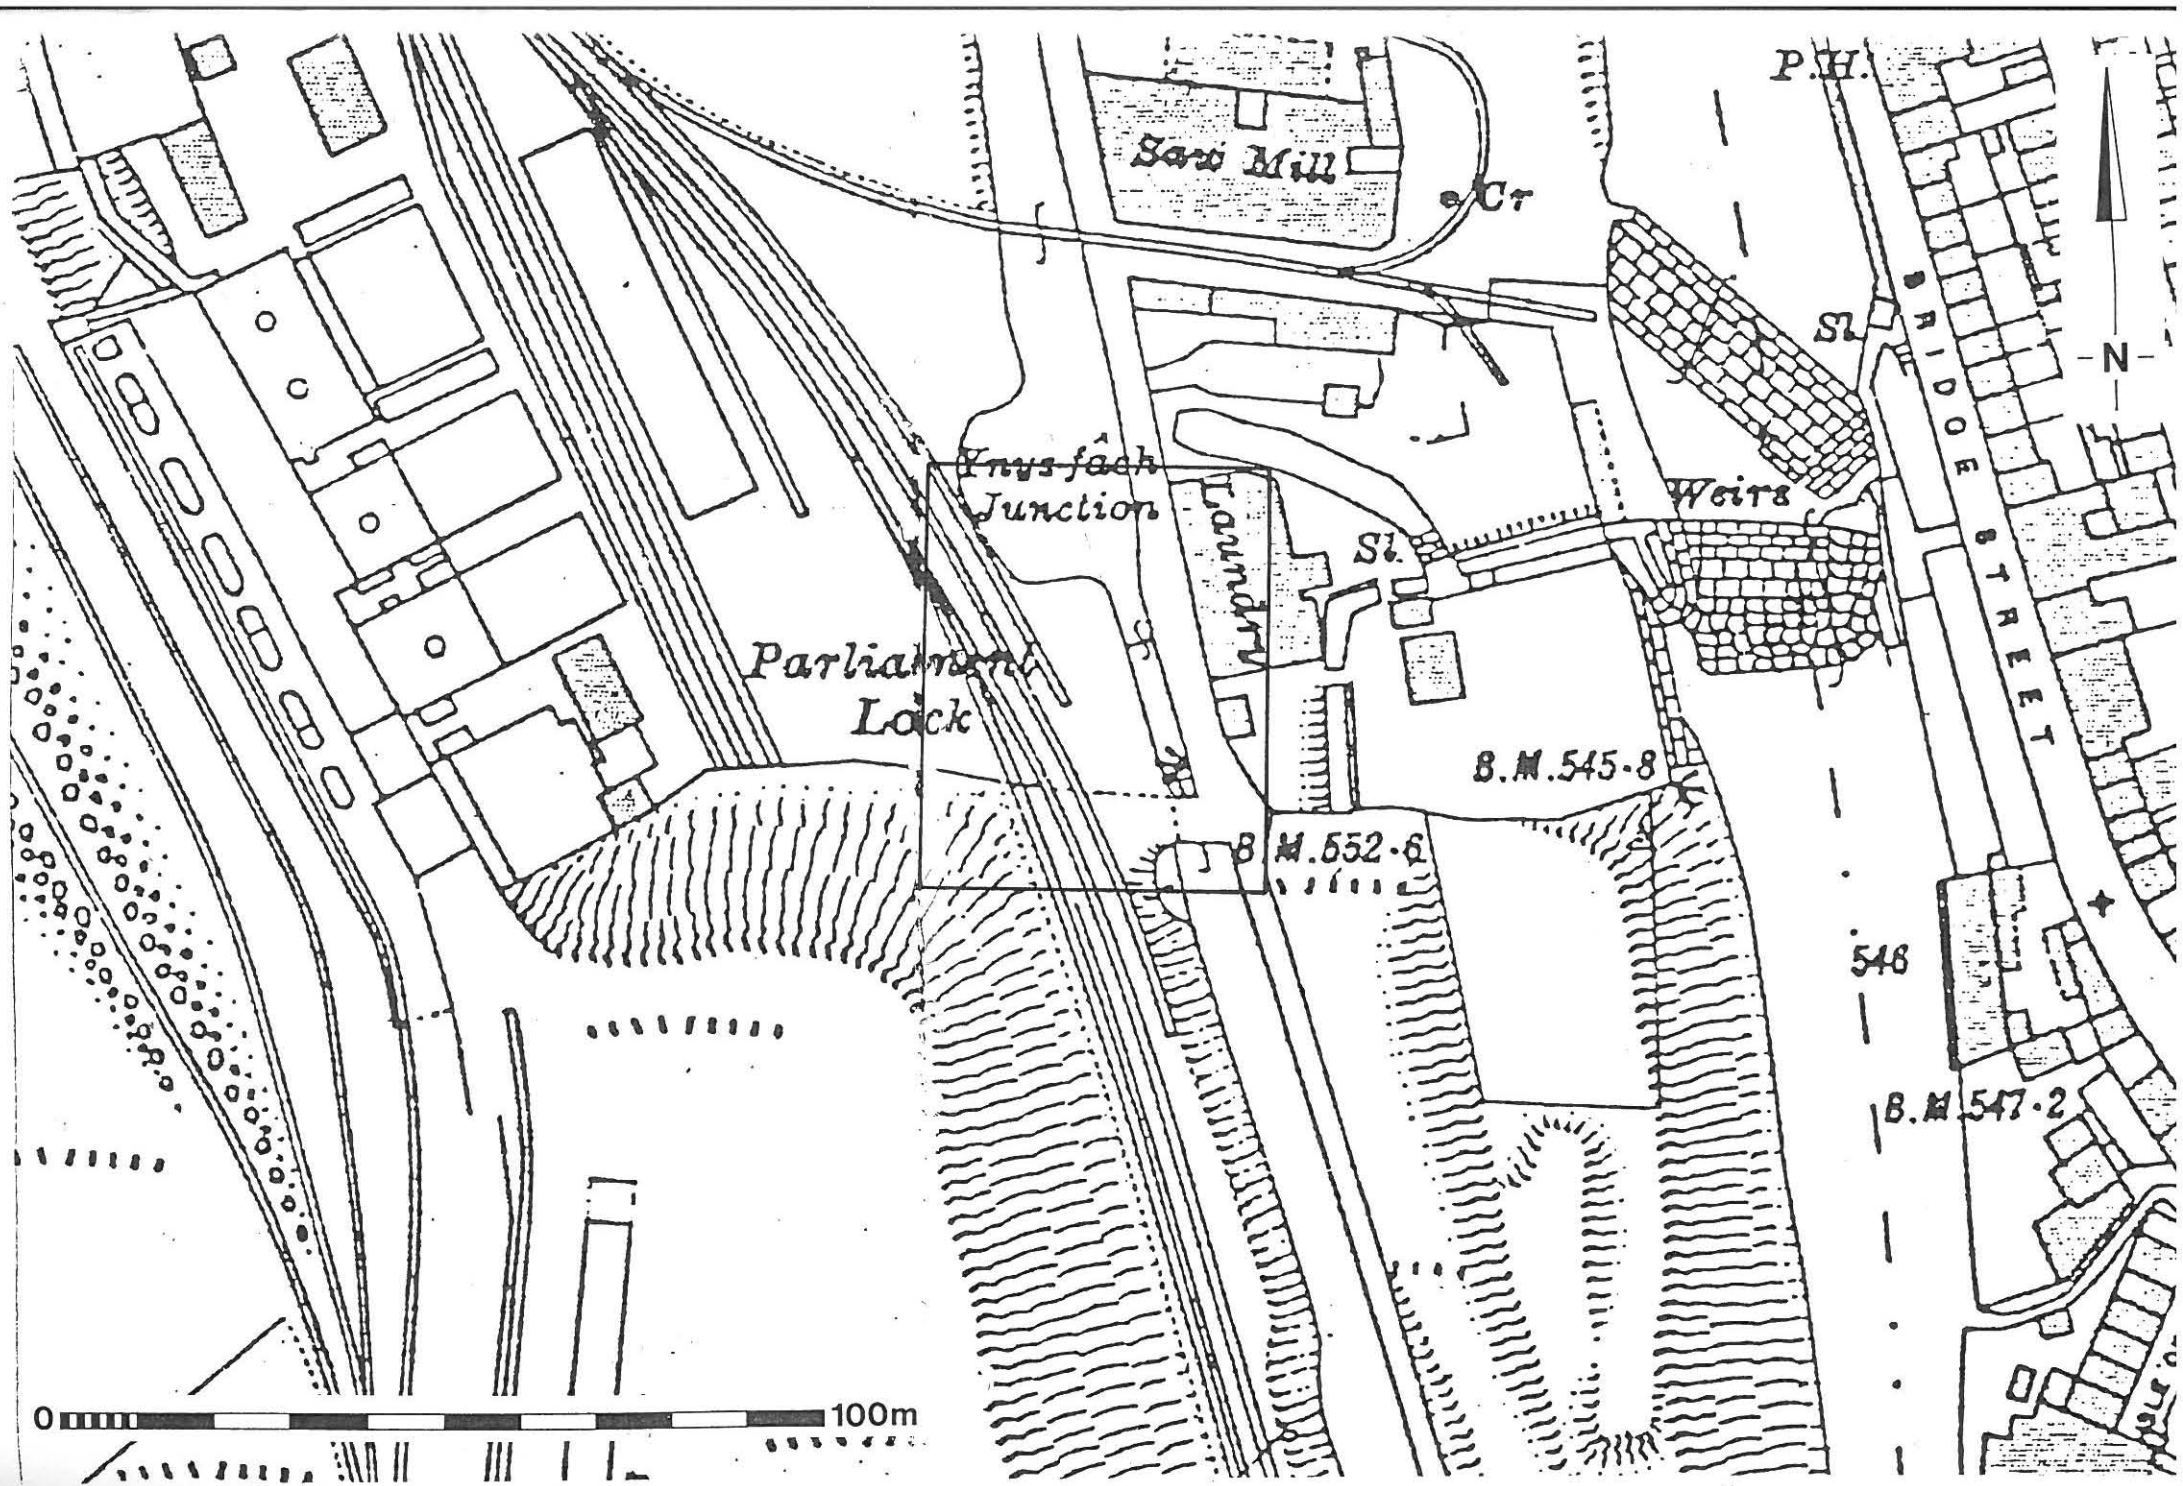 P.H.
Saw Mill
Cr
Sl.
BRIDGE STREET
N
Ynys-fâch
Junction
Laundry
Weirs
Sl.
Parliament
Lock
B.M.545·8
B.M.552·6
546
B.M.547·2
0 100m